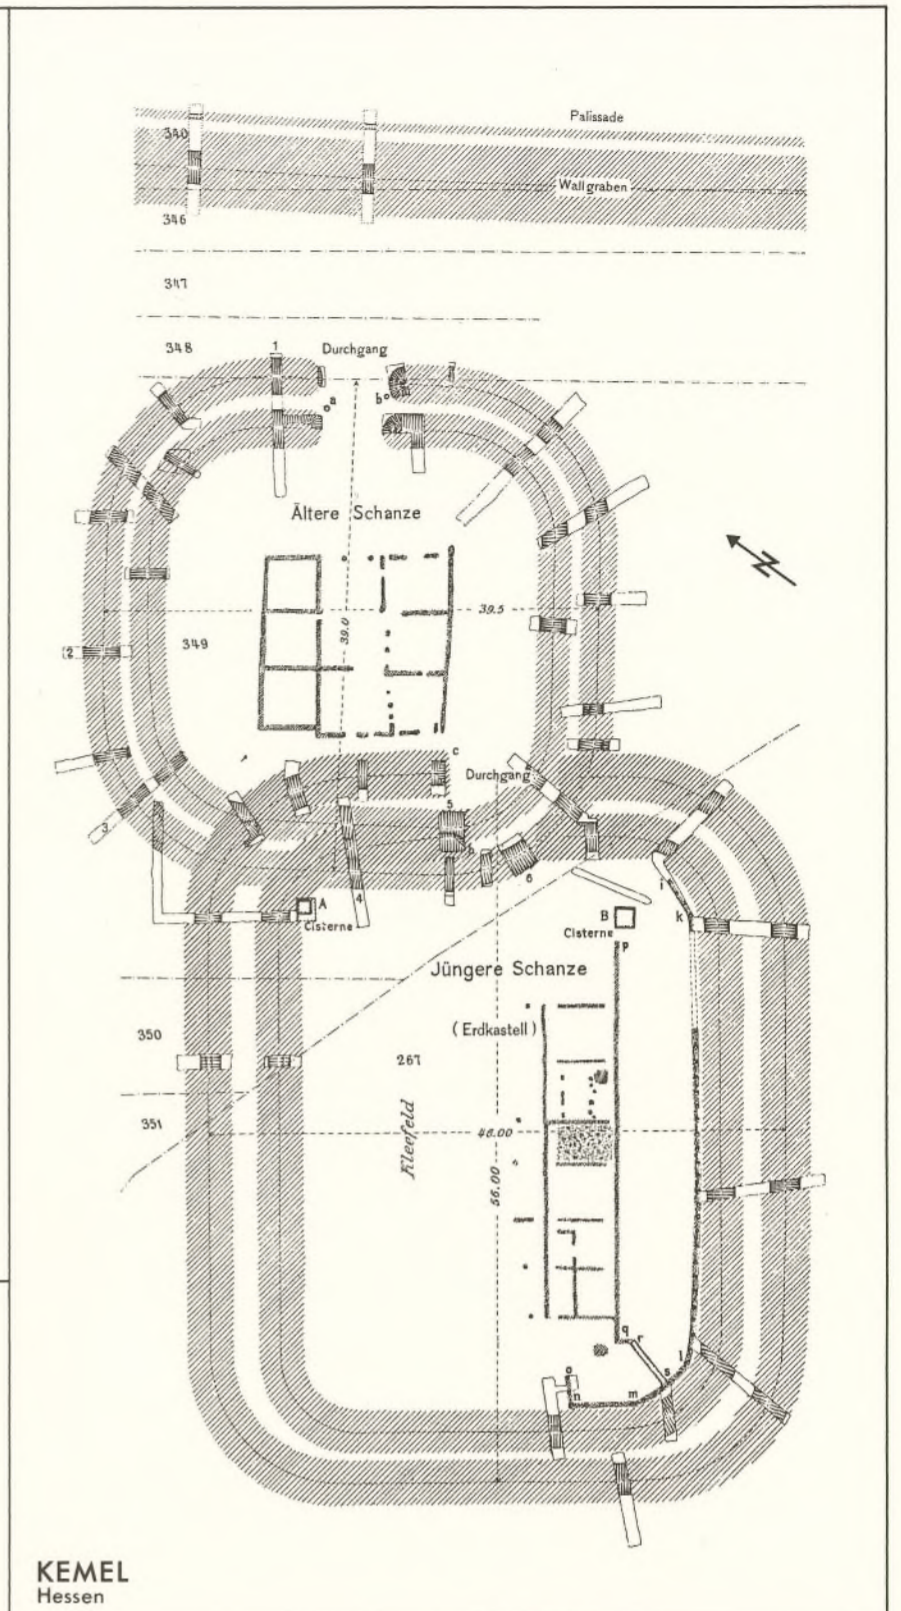 Palissade
340
Wallgraben
346
347
348
1
Durchgang
a
b
Ältere Schanze
39.5
39.0
349
2
c
Durchgang
5
h
3
6
4
A
Cisterne
B
Cisterne
i
k
p
Jüngere Schanze
(Erdkastell)
350
267
351
Kleefeld
46.00
56.00
q
r
l
s
o
n
m
KEMEL
Hessen